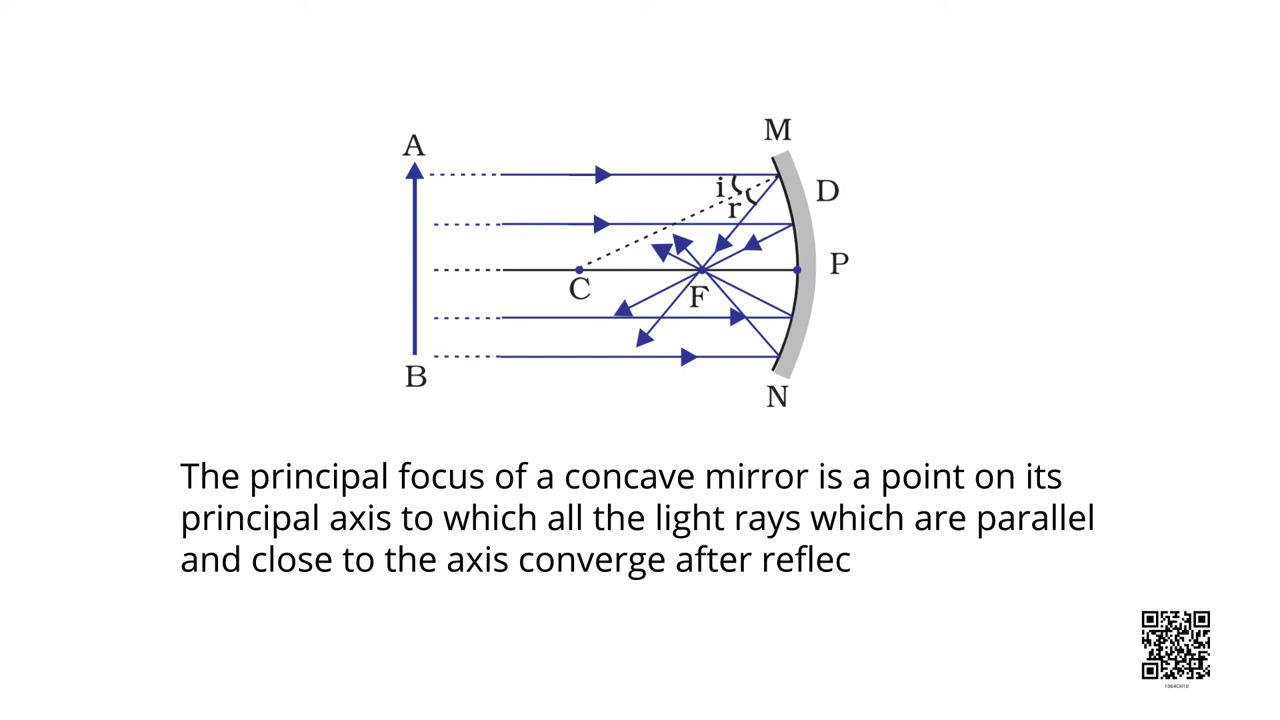 M
A
D
i
r
P
C
F
B
N
The principal focus of a concave mirror is a point on its
principal axis to which all the light rays which are parallel
and close to the axis converge after reflec
1064CH10